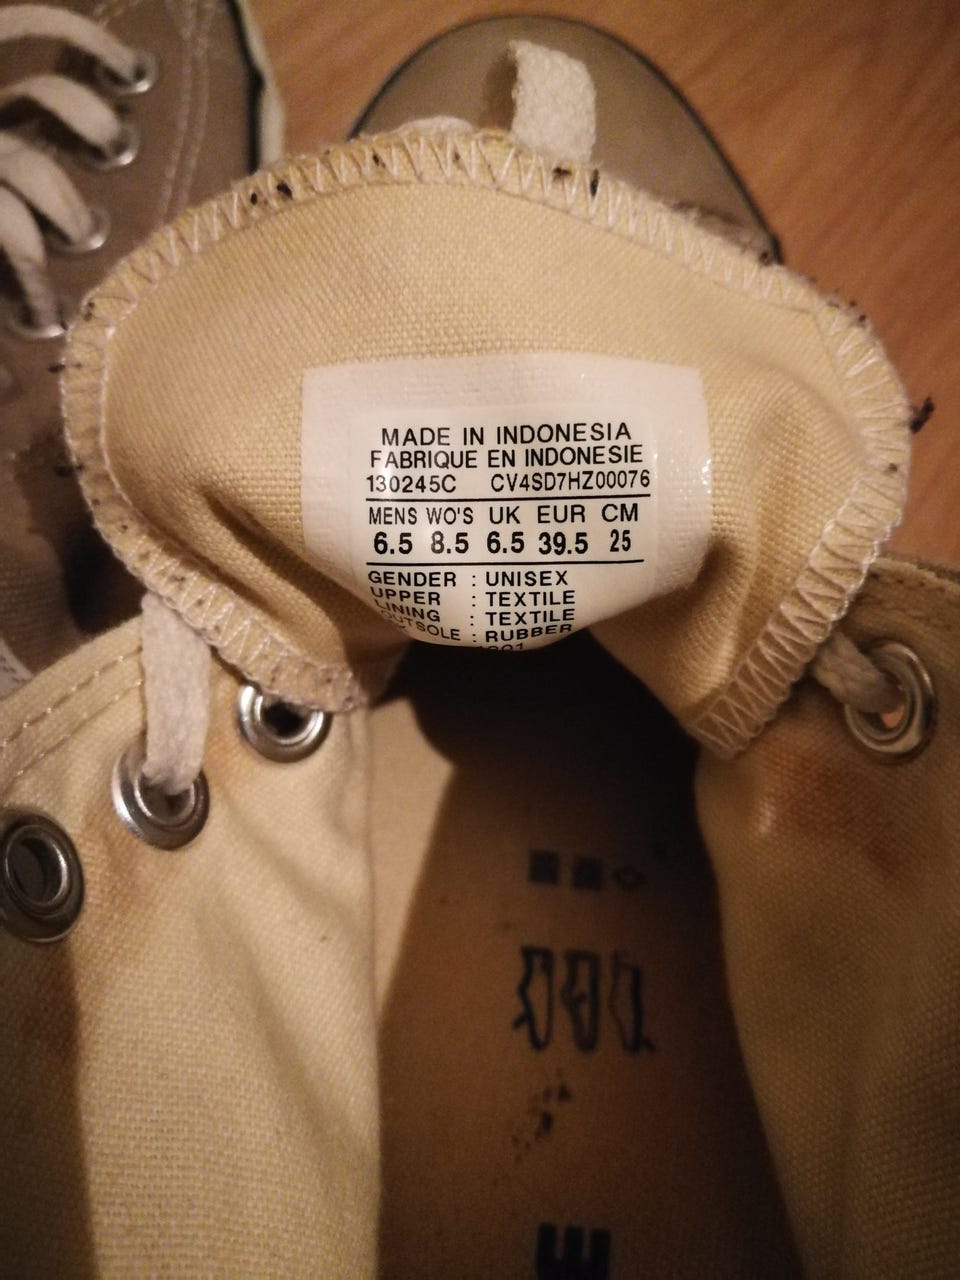 MADE IN INDONESIA
FABRIQUE EN INDONESIE
130245C CV4SD7HZ00076
MENS WO'S UK EUR CM
6.5 8.5 6.5 39.5 25
GENDER : UNISEX
UPPER : TEXTILE
LINING : TEXTILE
OUTSOLE : RUBBER